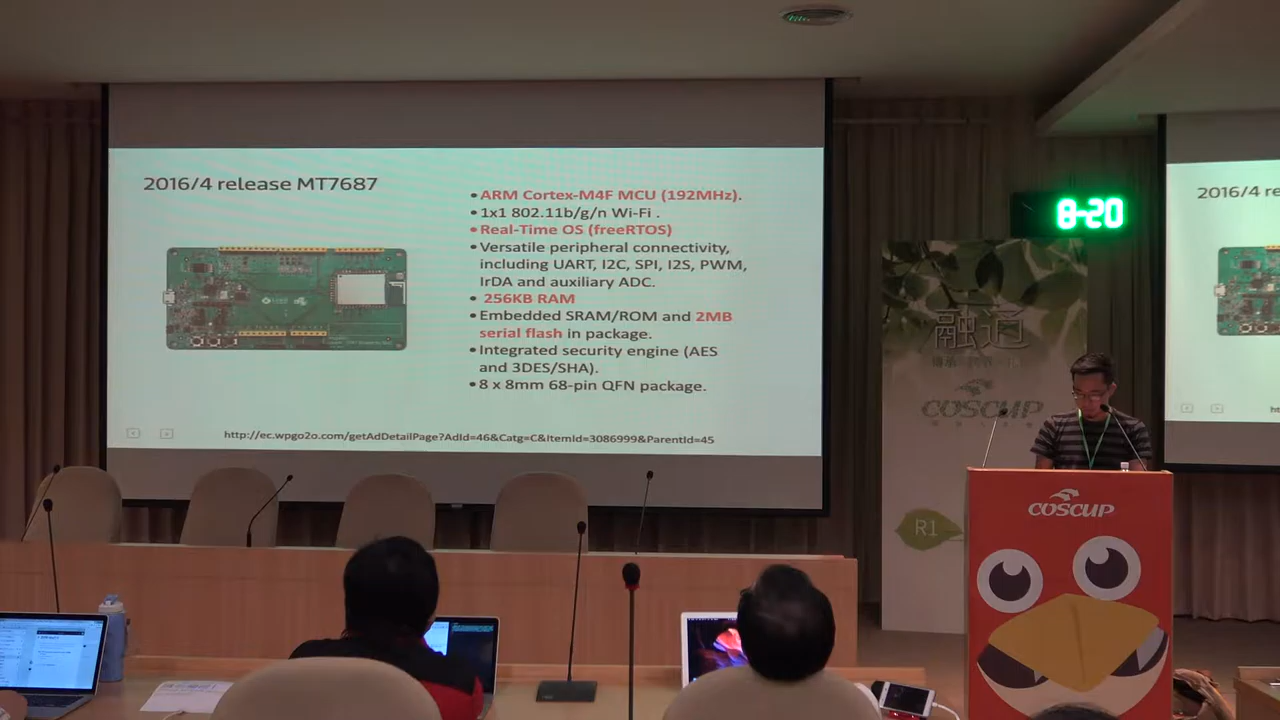 2016/4 release MT7687
•ARM Cortex-M4F MCU (192MHz).
•1x1 802.11b/g/n Wi-Fi .
•Real-Time OS (freeRTOS)
•Versatile peripheral connectivity,
including UART, I2C, SPI, I2S, PWM,
IrDA and auxiliary ADC.
• 256KB RAM
•Embedded SRAM/ROM and 2MB
serial flash in package.
•Integrated security engine (AES
and 3DES/SHA).
•8 x 8mm 68-pin QFN package.
http://ec.wpgo2o.com/getAdDetailPage?AdId=46&Catg=C&ItemId=3086999&ParentId=45
8-20
2016/4 re
融通
COSCUP
R1
COSCUP